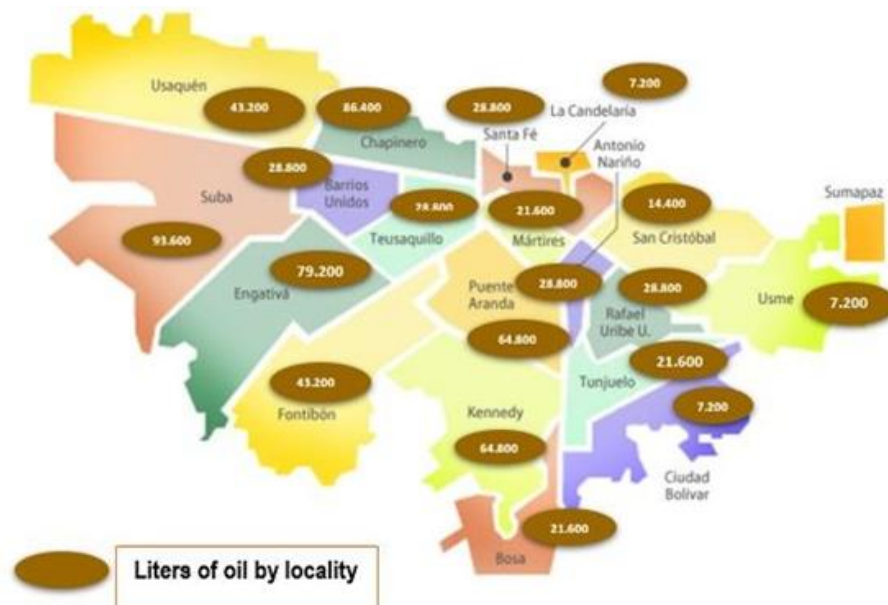 7.200
Usaquén
43.200
86.400
28.800
La Candelaria
Chapinero
Santa Fé
Antonio
Nariño
28.800
Suba
Barrios
Unidos
28.800
21.600
14.400
Sumapaz
Teusaquillo
Mártires
San Cristóbal
93.600
79.200
Engativá
Puente
Aranda
28.800
28.800
Usme
7.200
Rafael
Uribe U.
64.800
21.600
43.200
Tunjuelo
Fontibón
Kennedy
7.200
64.800
Ciudad
Bolívar
21.600
Bosa
Liters of oil by locality